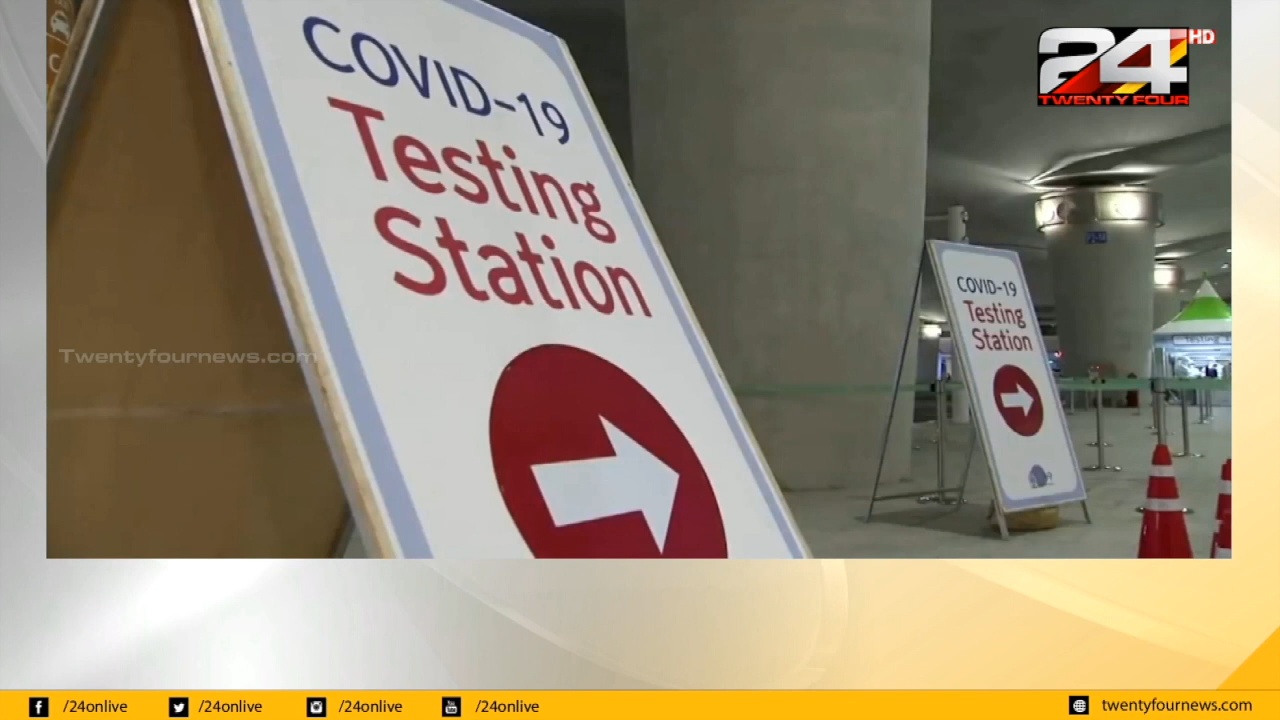 COVID-19
Testing
Station
24 HD
TWENTY FOUR
COVID-19
Testing
Station
Twentyfournews.com
/24onlive
/24onlive
/24onlive
/24onlive
twentyfournews.com